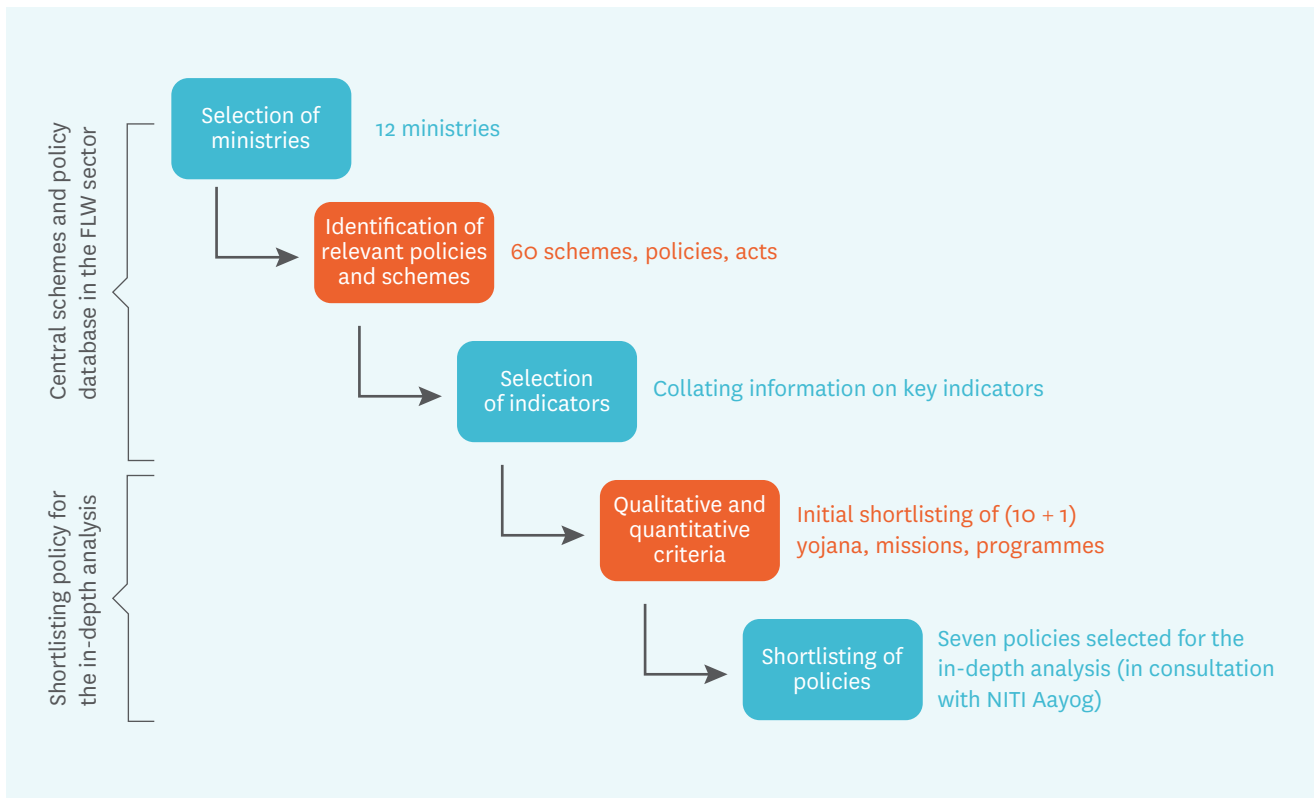 Central schemes and policy
database in the FLW sector
Selection of
ministries
12 ministries
Identification of
relevant policies
and schemes
60 schemes, policies, acts
Selection
of indicators
Collating information on key indicators
Shortlisting policy for
the in-depth analysis
Qualitative and
quantitative
criteria
Initial shortlisting of (10 + 1)
yojana, missions, programmes
Shortlisting of
policies
Seven policies selected for the
in-depth analysis (in consultation
with NITI Aayog)